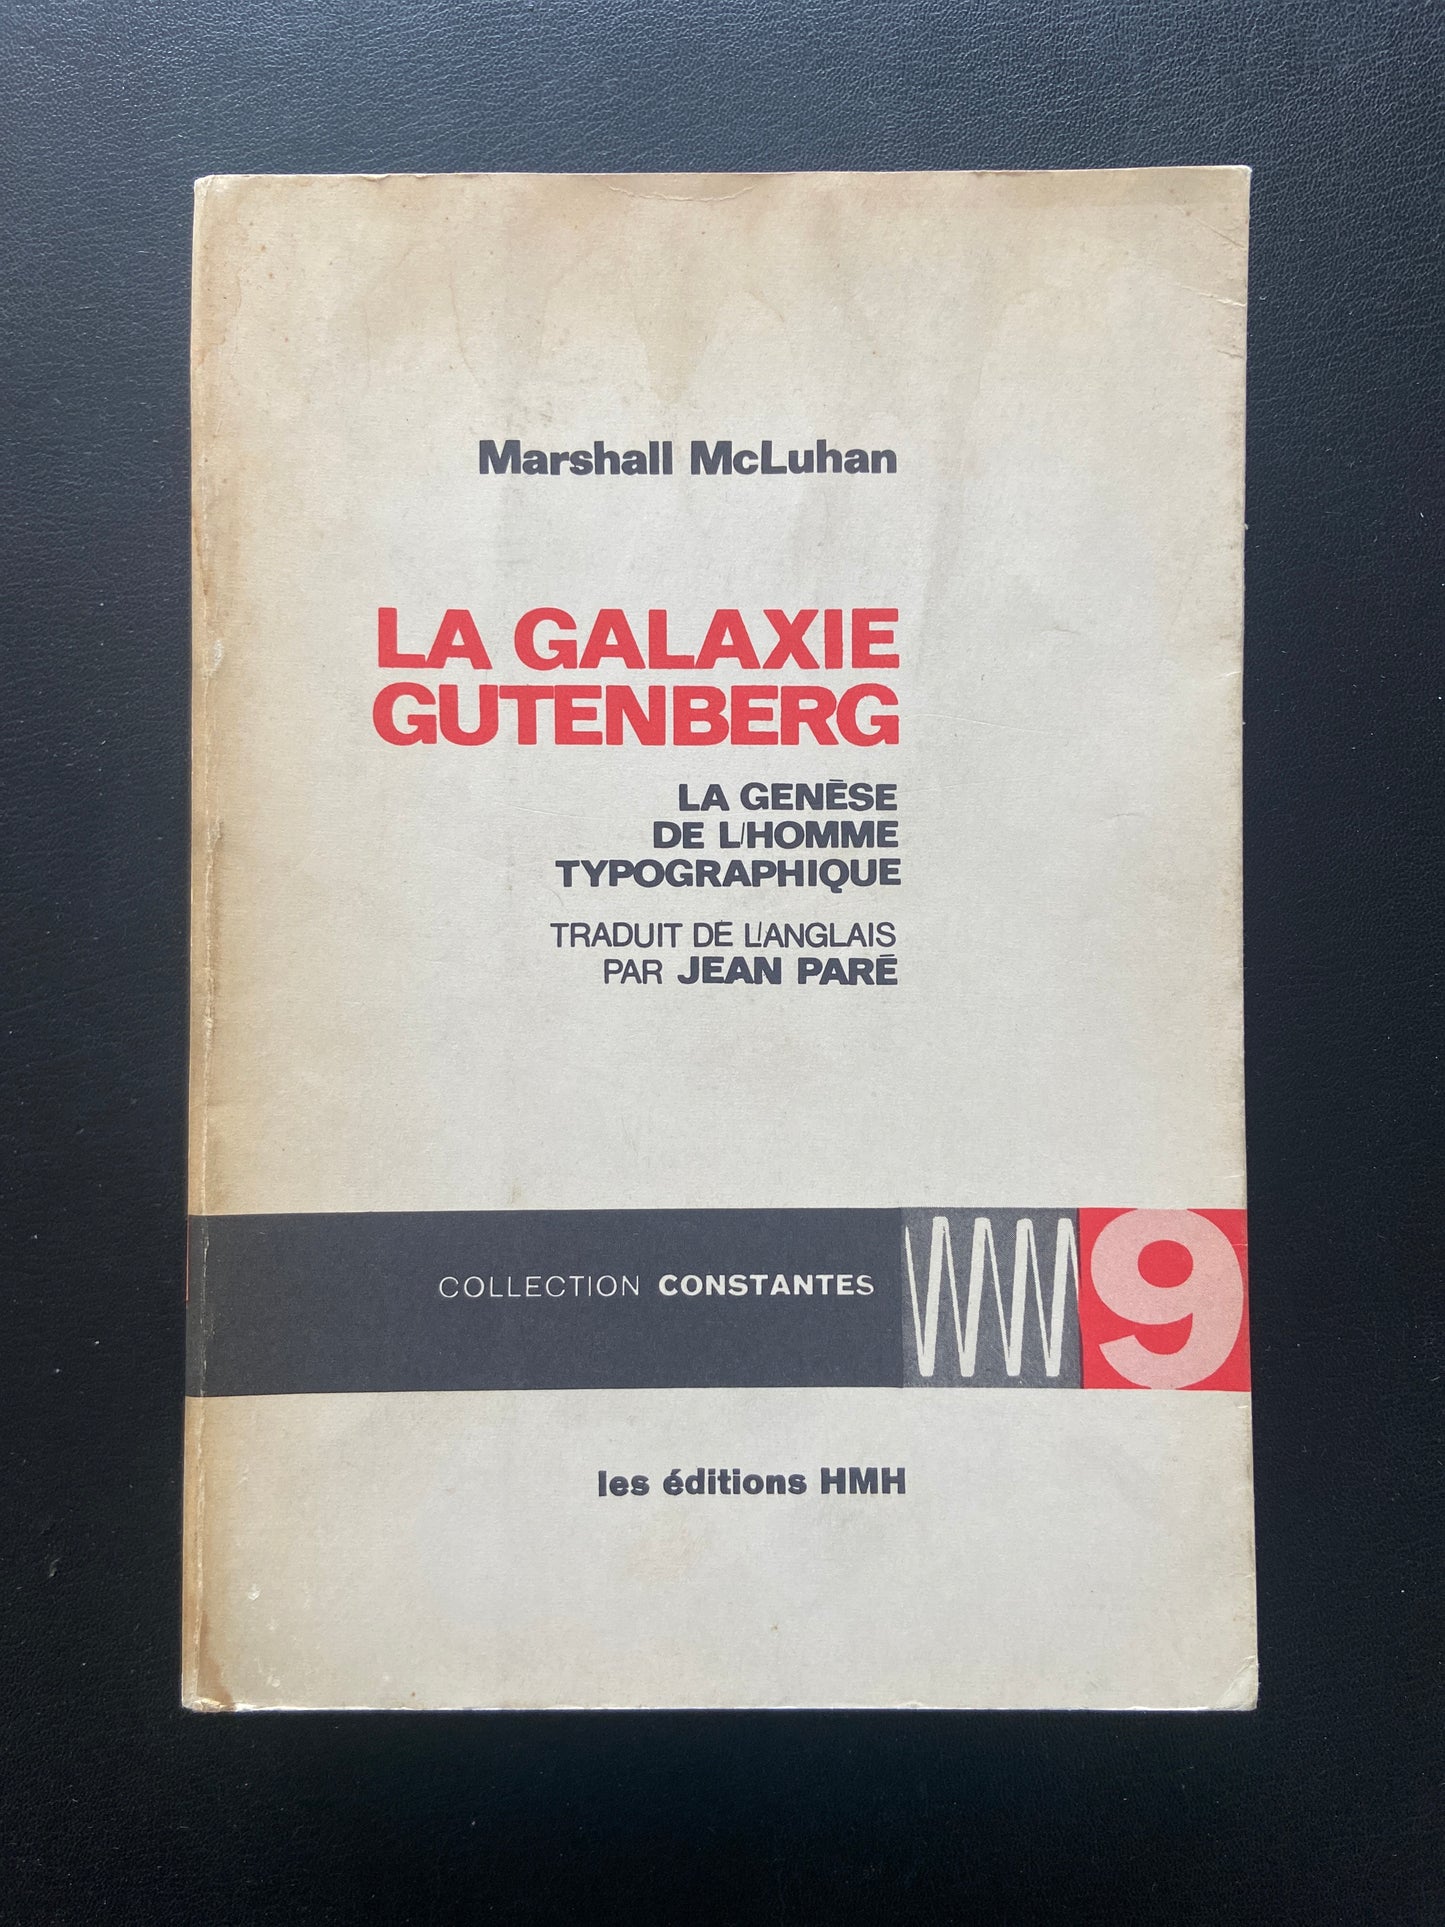 Marshall McLuhan
LA GALAXIE
GUTENBERG
LA GENÈSE
DE L'HOMME
TYPOGRAPHIQUE
TRADUIT DE L'ANGLAIS
PAR JEAN PARÉ
COLLECTION CONSTANTES
9
les éditions HMH